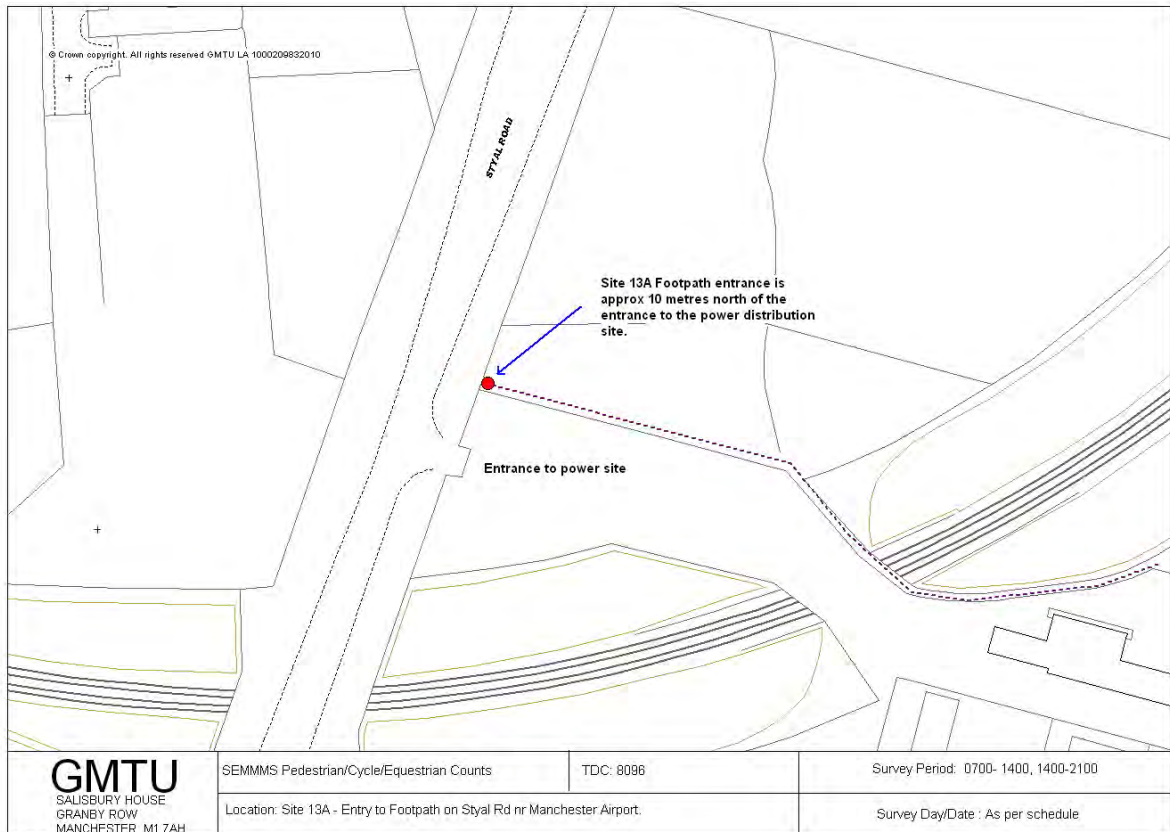 © Crown copyright. All rights reserved GMTU LA 1000209832010
STYAL ROAD
Site 13A Footpath entrance is
approx 10 metres north of the
entrance to the power distribution
site.
Entrance to power site
GMTU
SALISBURY HOUSE
GRANBY ROW
MANCHESTER M1 7AH
SEMMMS Pedestrian/Cycle/Equestrian Counts
TDC: 8096
Survey Period: 0700- 1400, 1400-2100
Location: Site 13A - Entry to Footpath on Styal Rd nr Manchester Airport.
Survey Day/Date : As per schedule